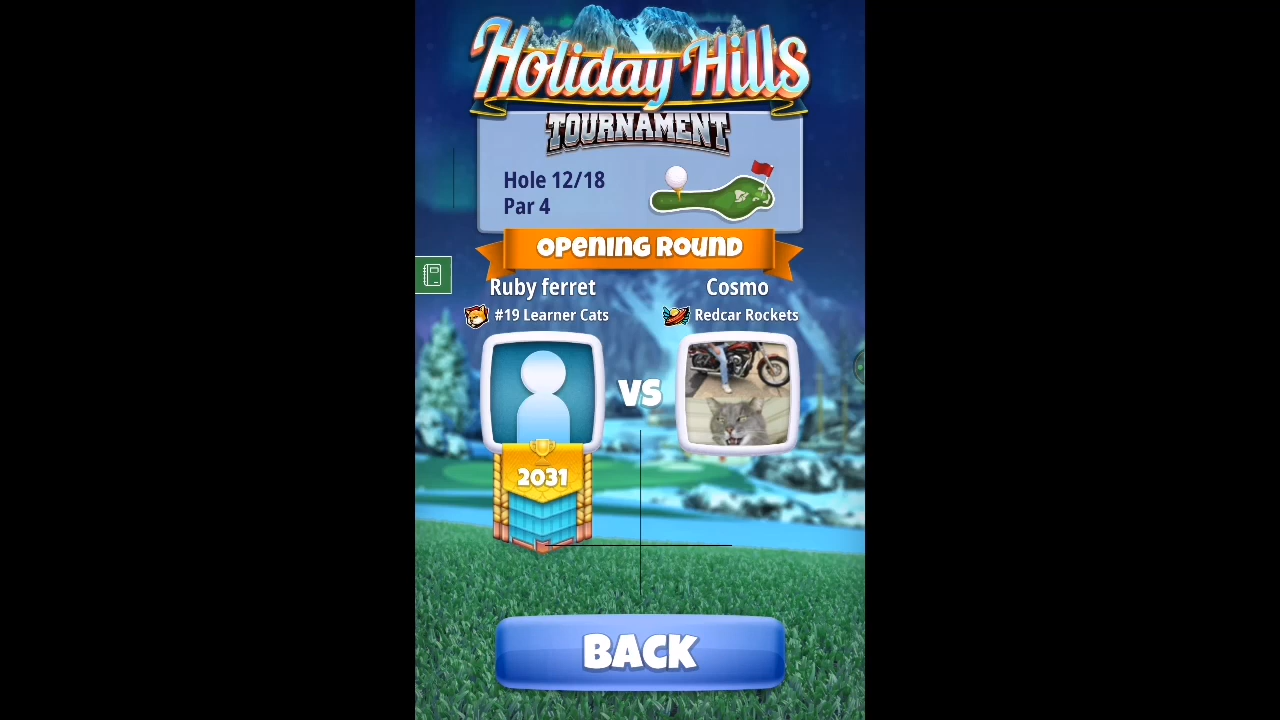 Holiday Hills
TOURNAMENT
Hole 12/18
Par 4
OPENING ROUND
Ruby ferret
#19 Learner Cats
Cosmo
Redcar Rockets
VS
2031
BACK